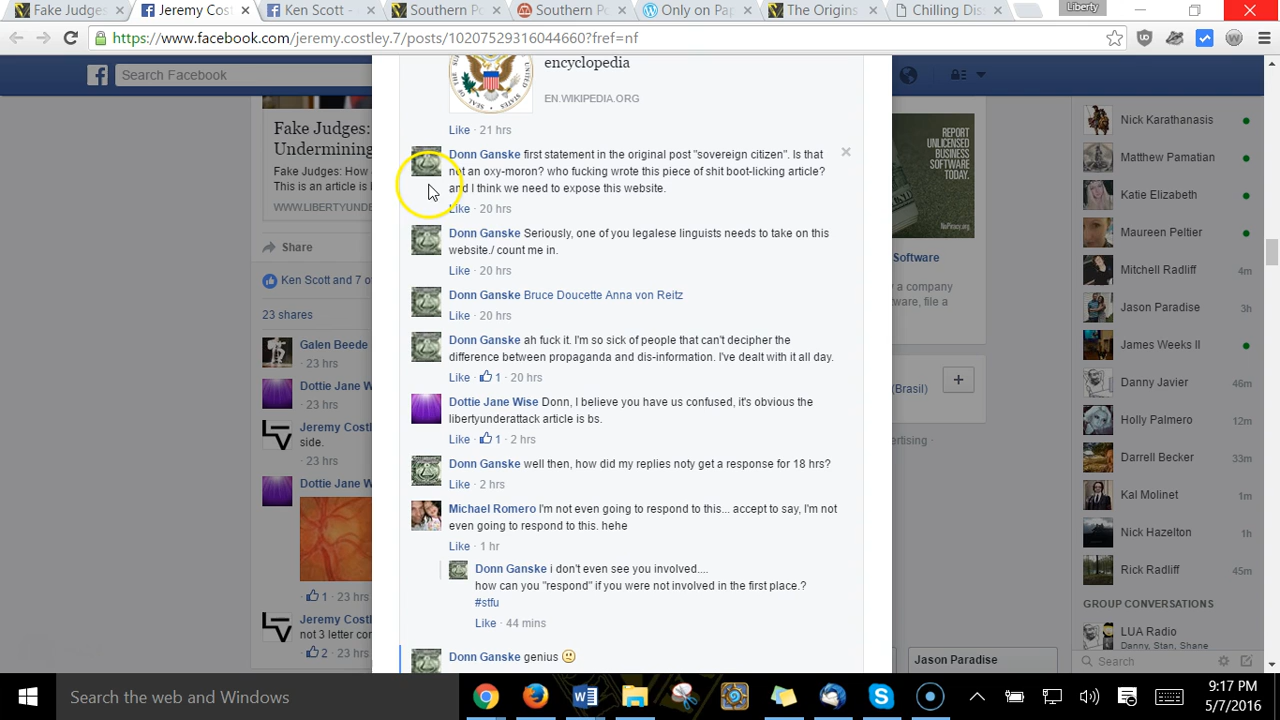 Fake Judges:
Jeremy Cos
Ken Scott -
Southern P
Southern P
Only on Pap
The Origins
Chilling Dis
Liberty
https://www.facebook.com/jeremy.costley.7/posts/10207529316044660?fref=nf
Search Facebook
Fake Judges:
Undermining
Fake Judges: How
This is an article is l
WWW.LIBERTYUNDE
Share
Ken Scott and 7 o
23 shares
Galen Beede
· 23 hrs
Dottie Jane W
· 23 hrs
Jeremy Costl
side.
· 23 hrs
Dottie Jane W
· 1 · 23 hrs
Jeremy Costl
not 3 letter cor
· 2 · 23 hrs
encyclopedia
EN.WIKIPEDIA.ORG
Like · 21 hrs
Donn Ganske first statement in the original post "sovereign citizen". Is that
not an oxy-moron? who fucking wrote this piece of shit boot-licking article?
and I think we need to expose this website.
Like · 20 hrs
Donn Ganske Seriously, one of you legalese linguists needs to take on this
website./ count me in.
Like · 20 hrs
Donn Ganske Bruce Doucette Anna von Reitz
Like · 20 hrs
Donn Ganske ah fuck it. I'm so sick of people that can't decipher the
difference between propaganda and dis-information. I've dealt with it all day.
Like · 1 · 20 hrs
Dottie Jane Wise Donn, I believe you have us confused, it's obvious the
libertyunderattack article is bs.
Like · 1 · 2 hrs
Donn Ganske well then, how did my replies noty get a response for 18 hrs?
Like · 2 hrs
Michael Romero I'm not even going to respond to this... accept to say, I'm not
even going to respond to this. hehe
Like · 1 hr
Donn Ganske i don't even see you involved....
how can you "respond" if you were not involved in the first place.?
#stfu
Like · 44 mins
Donn Ganske genius
REPORT
UNLICENSED
BUSINESS
SOFTWARE.
Software
y a company
ftware, file a
(Brasil)
ertising ·
Nick Karathanasis
Matthew Pamatian
Katie Elizabeth
Maureen Peltier
Mitchell Radliff 4m
Jason Paradise 3h
James Weeks II
Danny Javier 46m
Holly Palmero 12m
Darrell Becker 33m
Kal Molinet 1m
Nick Hazelton 1h
Rick Radliff 45m
GROUP CONVERSATIONS
LUA Radio
Danny, Stan, Shane
Search
Jason Paradise
Search the web and Windows
9:17 PM
5/7/2016